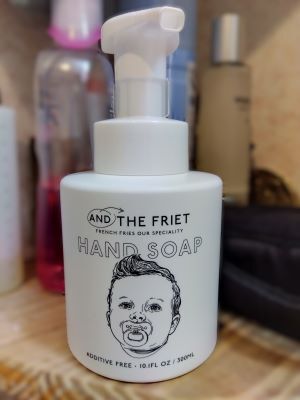 AND THE FRIET
FRENCH FRIES OUR SPECIALITY
HAND SOAP
ADDITIVE FREE · 10.1FL OZ / 300ML